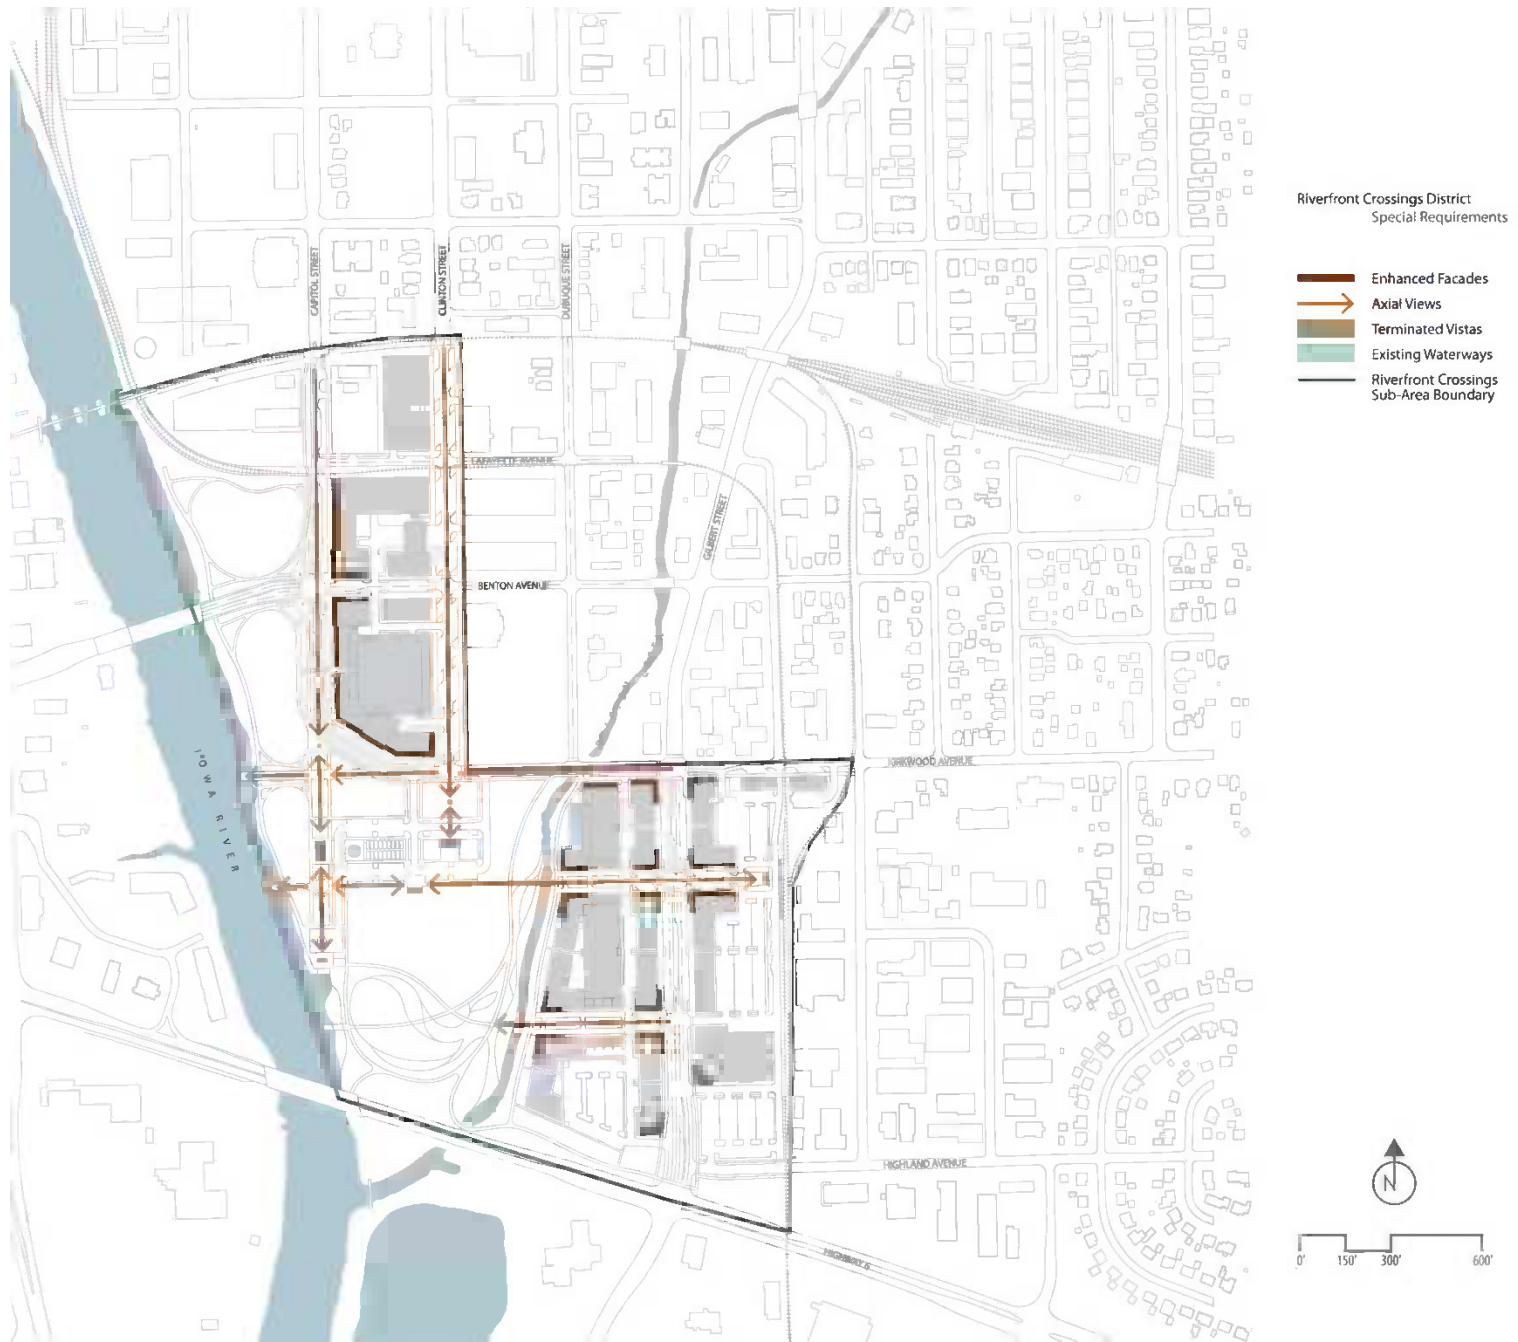 Riverfront Crossings District
Special Requirements
Enhanced Facades
Axial Views
Terminated Vistas
Existing Waterways
Riverfront Crossings
Sub-Area Boundary
CAPITOL STREET
CLINTON STREET
DUBUQUE STREET
LAFAYETTE AVENUE
GILBERT STREET
BENTON AVENUE
IOWA RIVER
KIRKWOOD AVENUE
HIGHLAND AVENUE
HIGHWAY 6
N
0' 150' 300' 600'